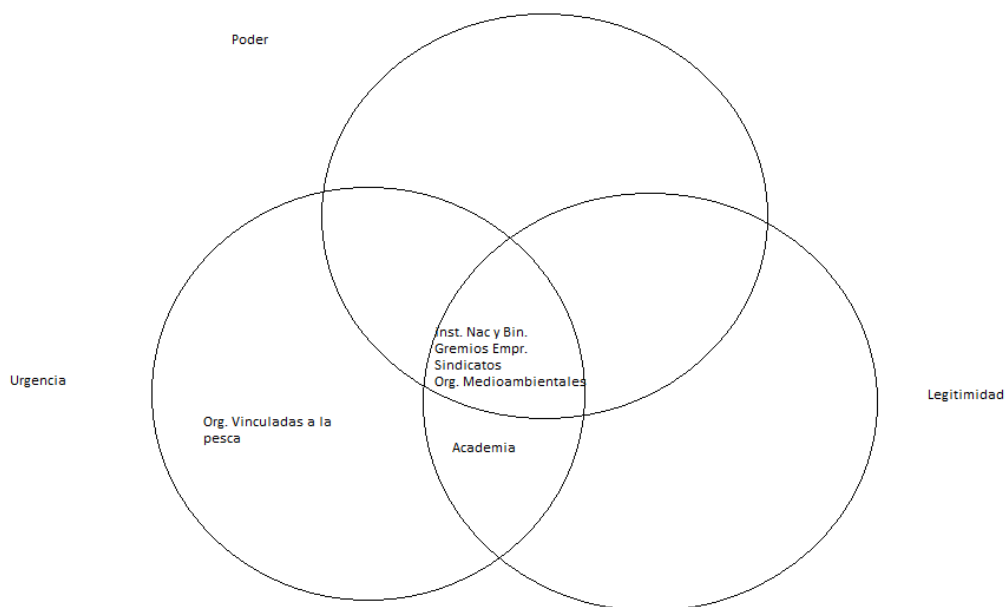 Poder
Inst. Nac y Bin.
Gremios Empr.
Sindicatos
Org. Medioambientales
Urgencia
Legitimidad
Org. Vinculadas a la
pesca
Academia